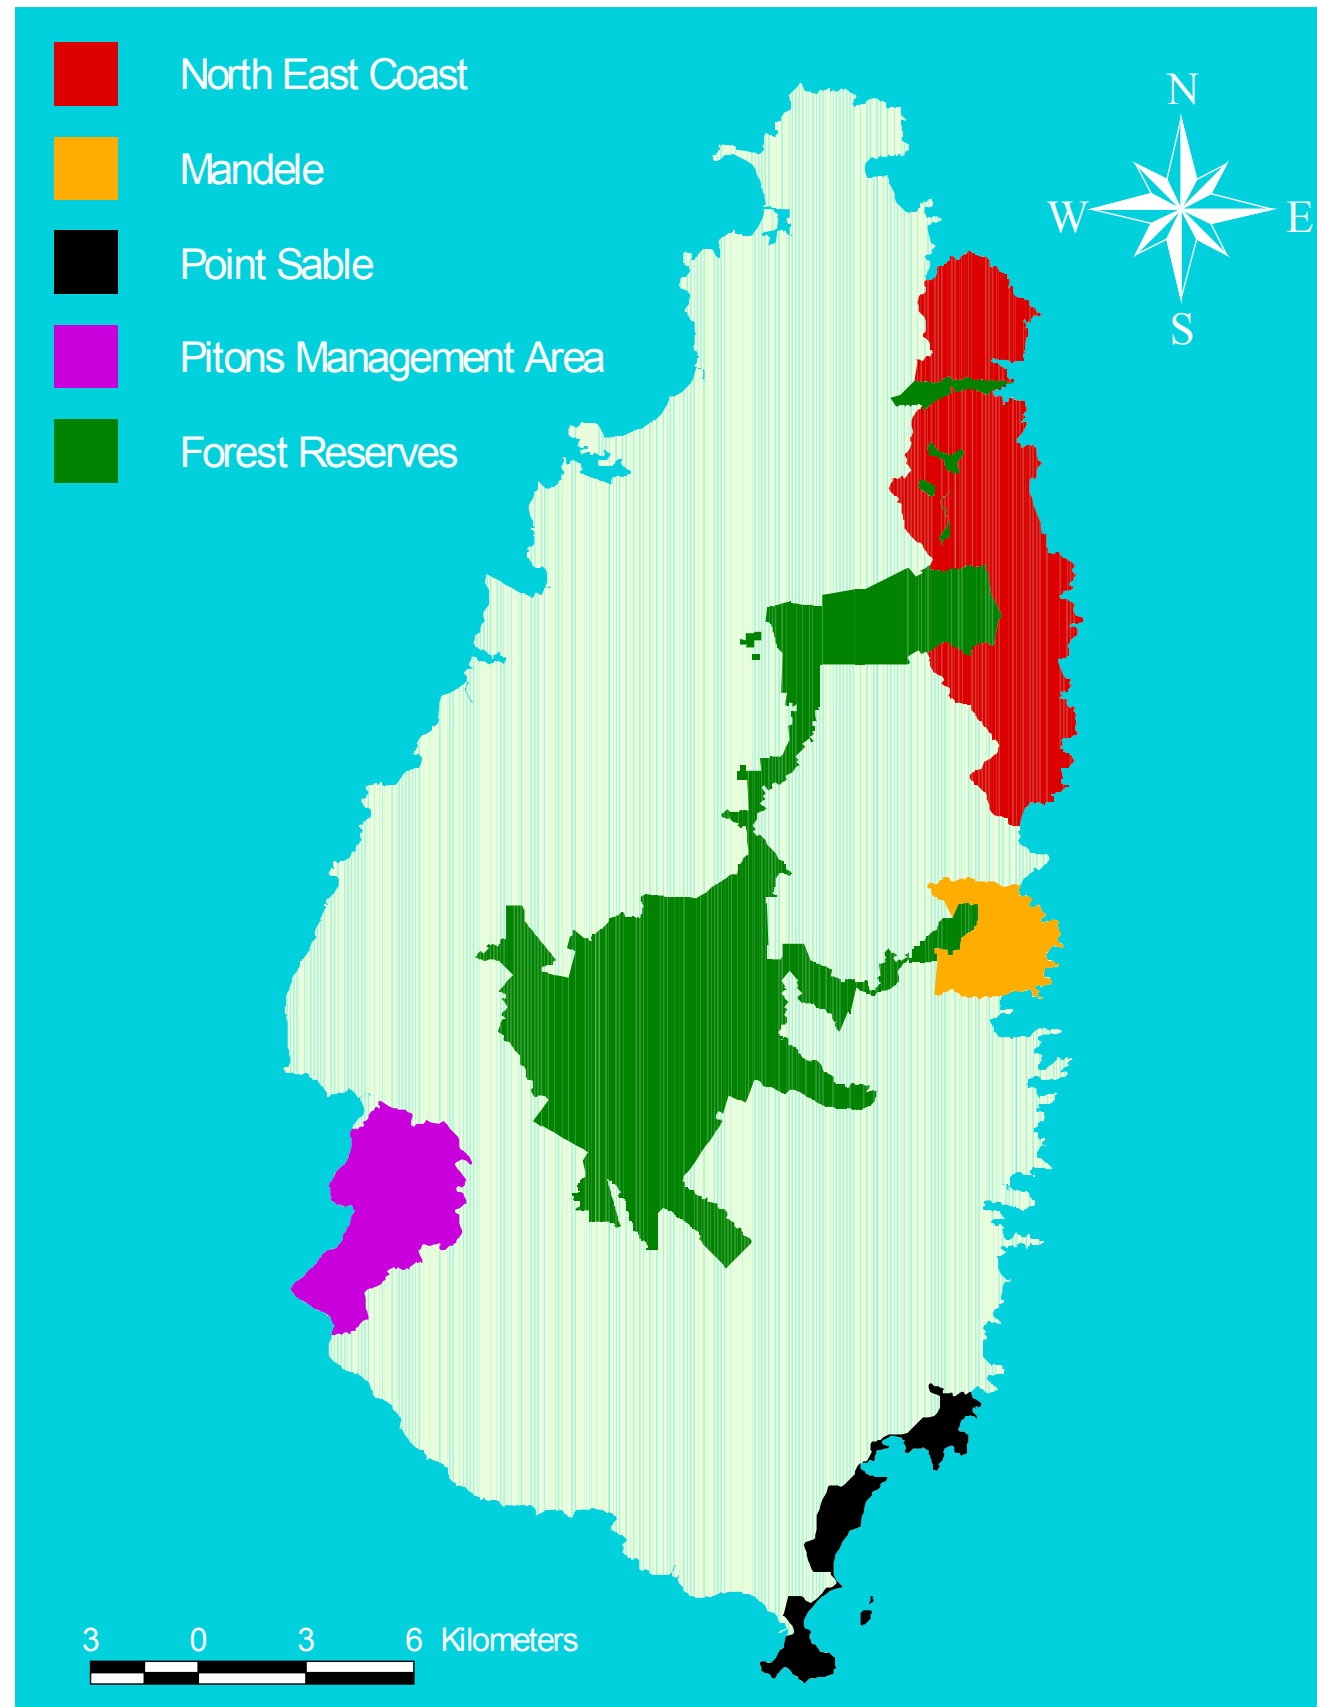 North East Coast
Mandele
Point Sable
Pitons Management Area
Forest Reserves
N
W E
S
3 0 3 6 Kilometers